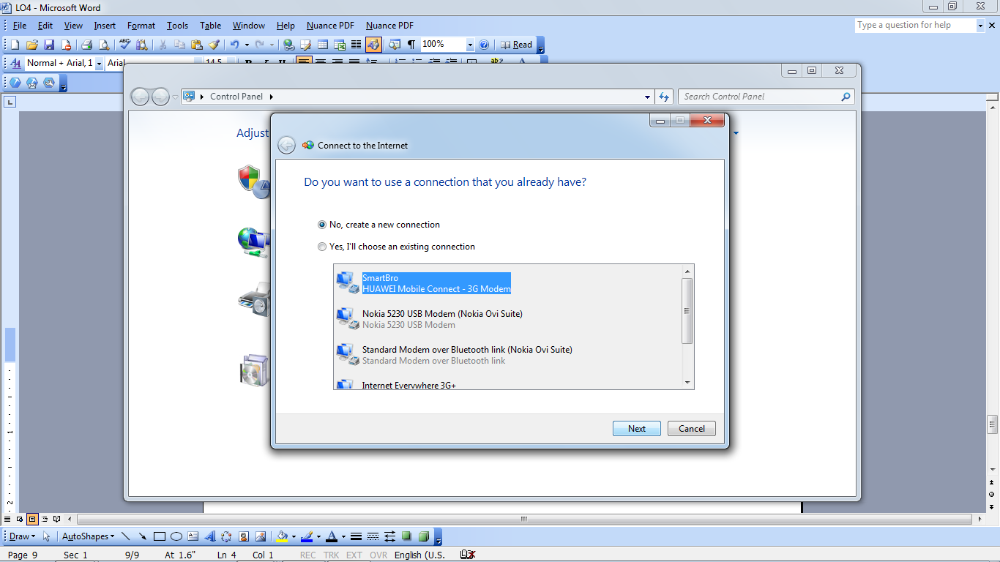 LO4 - Microsoft Word
File Edit View Insert Format Tools Table Window Help Nuance PDF Nuance PDF
Type a question for help
100%
Read
Normal + Arial, 1
Arial
14.5
Control Panel
Search Control Panel
Adjust
Connect to the Internet
Do you want to use a connection that you already have?
No, create a new connection
Yes, I'll choose an existing connection
SmartBro
HUAWEI Mobile Connect - 3G Modem
Nokia 5230 USB Modem (Nokia Ovi Suite)
Nokia 5230 USB Modem
Standard Modem over Bluetooth link (Nokia Ovi Suite)
Standard Modem over Bluetooth link
Internet Everywhere 3G+
Next Cancel
1
2
Draw AutoShapes
Page 9 Sec 1 9/9 At 1.6" Ln 4 Col 1 REC TRK EXT OVR English (U.S.